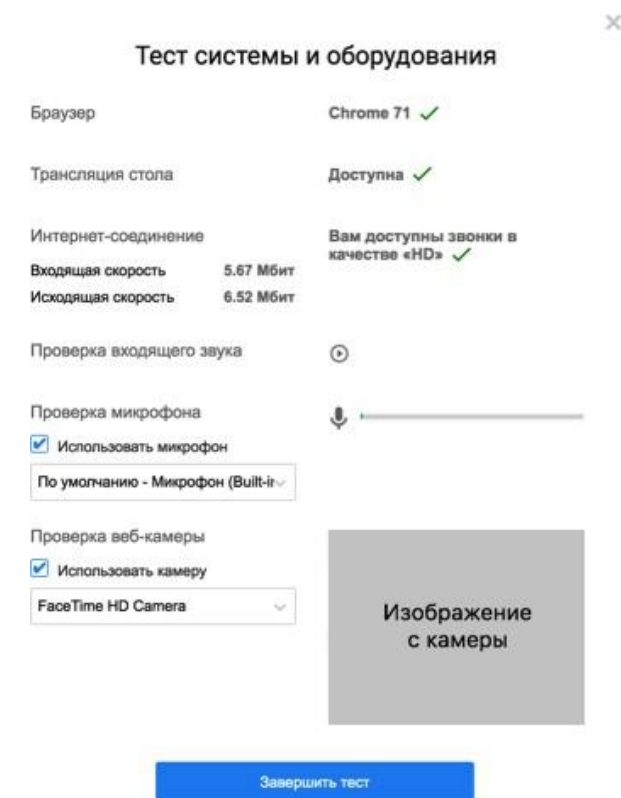 Тест системы и оборудования
Браузер
Chrome 71
Трансляция стола
Доступна
Интернет-соединение
Вам доступны звонки в
качестве «HD»
Входящая скорость 5.67 Мбит
Исходящая скорость 6.52 Мбит
Проверка входящего звука
Проверка микрофона
Использовать микрофон
По умолчанию - Микрофон (Built-in
Проверка веб-камеры
Использовать камеру
FaceTime HD Camera
Изображение
с камеры
Завершить тест